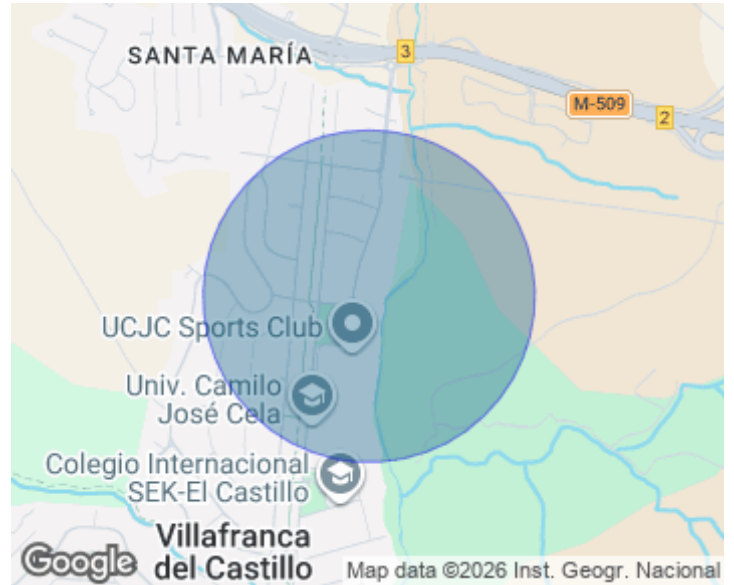 SANTA MARÍA
3
M-509
2
UCJC Sports Club
Univ. Camilo
José Cela
Colegio Internacional
SEK-El Castillo
Villafranca
del Castillo
Google
Map data ©2026 Inst. Geogr. Nacional